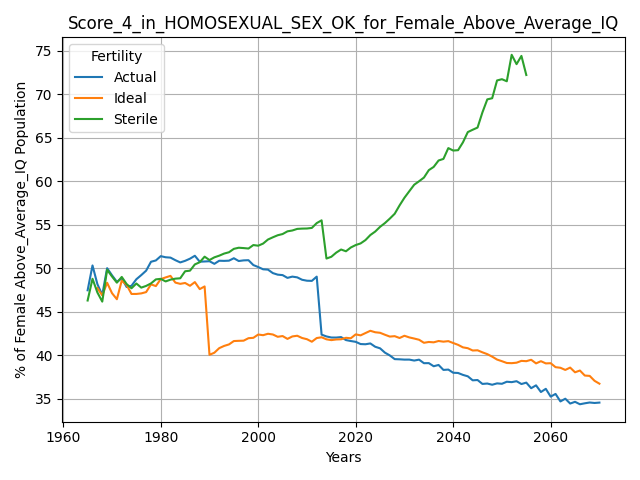 Score_4_in_HOMOSEXUAL_SEX_OK_for_Female_Above_Average_IQ
Fertility
Actual
Ideal
Sterile
% of Female Above_Average_IQ Population
75
70
65
60
55
50
45
40
35
1960
1980
2000
2020
2040
2060
Years